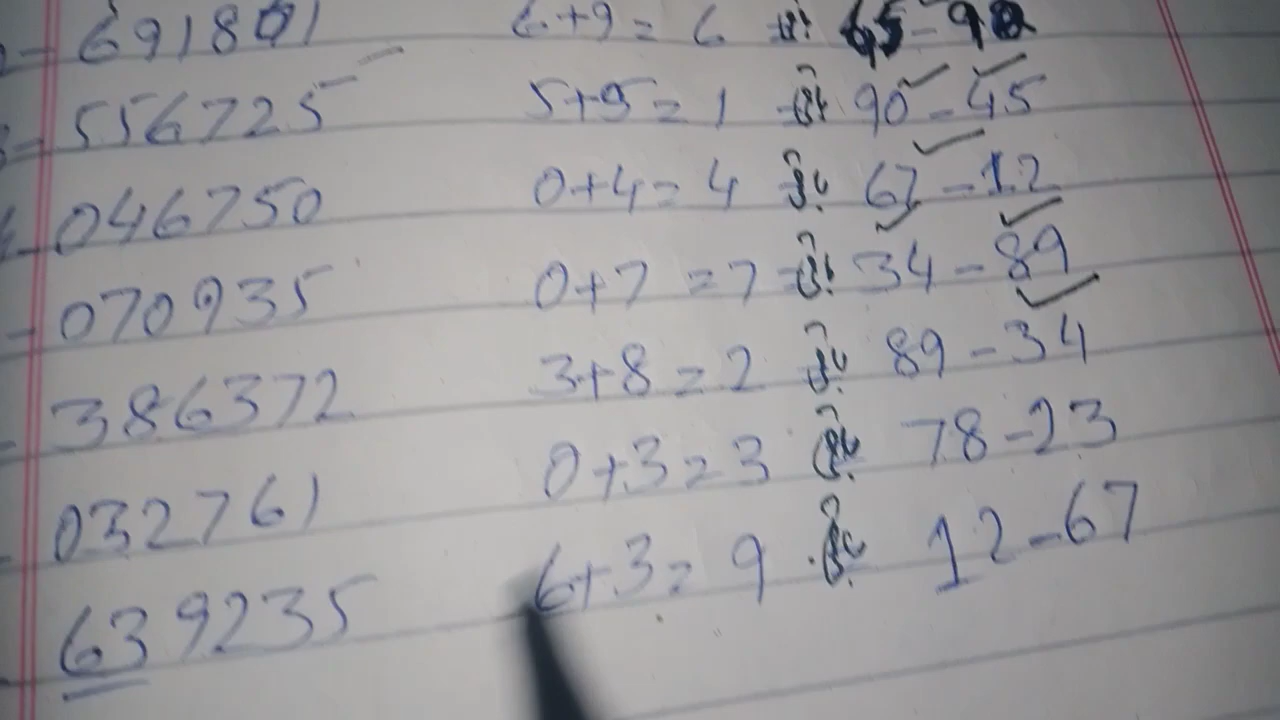 691801 6+9= 6 65-90
556725 5+5=1 90-45
046750 0+4=4 67-12
070935 0+7=7 34-89
386372 3+8=2 89-34
032761 0+3=3 78-23
639235 6+3=9 12-67